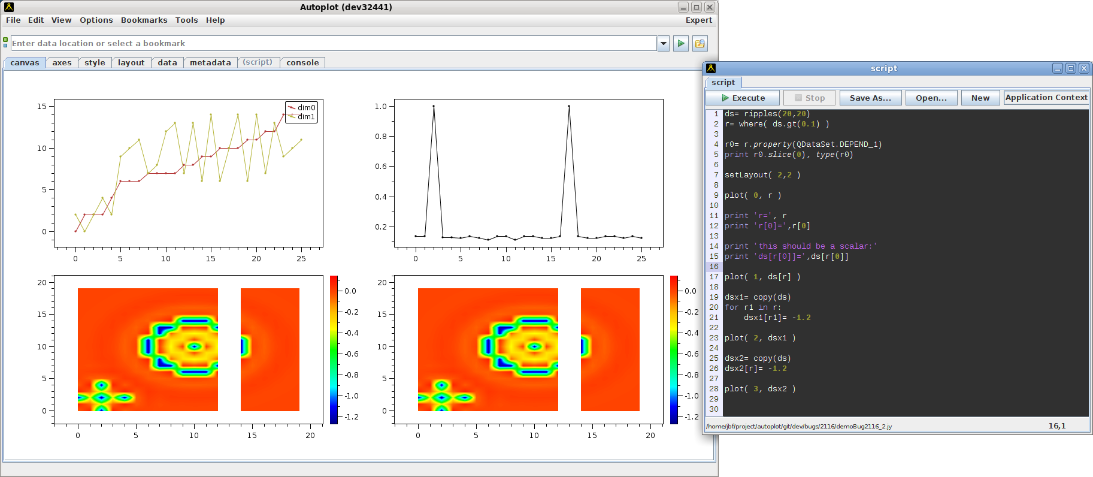 Autoplot (dev32441)
File Edit View Options Bookmarks Tools Help Expert
Enter data location or select a bookmark
canvas axes style layout data metadata (script) console
dim0
dim1
15
10
5
0
0 5 10 15 20 25
1.0
0.8
0.6
0.4
0.2
0 5 10 15 20 25
20
15
10
5
0
0 5 10 15 20
0.0
-0.2
-0.4
-0.6
-0.8
-1.0
-1.2
20
15
10
5
0
0 5 10 15 20
0.0
-0.2
-0.4
-0.6
-0.8
-1.0
-1.2
script
script
Execute Stop Save As... Open... New Application Context
1 ds= ripples(20,20)
2 r= where( ds.gt(0.1) )
3
4 r0= r.property(QDataSet.DEPEND_1)
5 print r0.slice(0), type(r0)
6
7 setLayout( 2,2 )
8
9 plot( 0, r )
10
11 print 'r=', r
12 print 'r[0]=',r[0]
13
14 print 'this should be a scalar:'
15 print 'ds[r[0]]=',ds[r[0]]
16
17 plot( 1, ds[r] )
18
19 dsx1= copy(ds)
20 for r1 in r:
21 dsx1[r1]= -1.2
22
23 plot( 2, dsx1 )
24
25 dsx2= copy(ds)
26 dsx2[r]= -1.2
27
28 plot( 3, dsx2 )
29
30
/home/jbf/project/autoplot/git/dev/bugs/2116/demoBug2116_2.jy 16,1